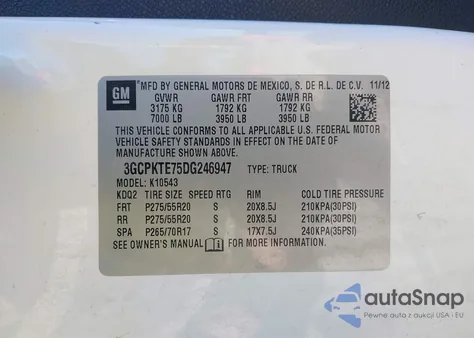 GM
MFD BY GENERAL MOTORS DE MEXICO, S. DE R.L. DE C.V. 11/12
GVWR GAWR FRT GAWR RR
3175 KG 1792 KG 1792 KG
7000 LB 3950 LB 3950 LB
THIS VEHICLE CONFORMS TO ALL APPLICABLE U.S. FEDERAL MOTOR
VEHICLE SAFETY STANDARDS IN EFFECT ON THE DATE OF
MANUFACTURE SHOWN ABOVE.
3GCPKTE75DG246947 TYPE: TRUCK
MODEL: K10543
KDQ2 TIRE SIZE SPEED RTG RIM COLD TIRE PRESSURE
FRT P275/55R20 S 20X8.5J 210KPA(30PSI)
RR P275/55R20 S 20X8.5J 210KPA(30PSI)
SPA P265/70R17 S 17X7.5J 240KPA(35PSI)
SEE OWNER'S MANUAL FOR MORE INFORMATION.
autoSnap
Pewne auta z USA i EU